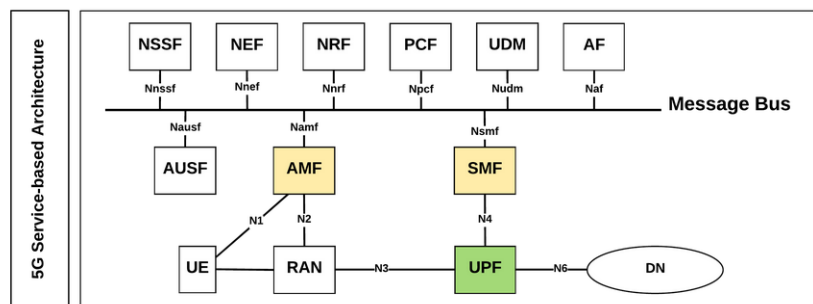 5G Service-based Architecture
NSSF NEF NRF PCF UDM AF
Nnssf Nnef Nnrf Npcf Nudm Naf
Message Bus
Nausf Namf Nsmf
AUSF AMF SMF
N1 N2 N4
UE RAN N3 UPF N6 DN